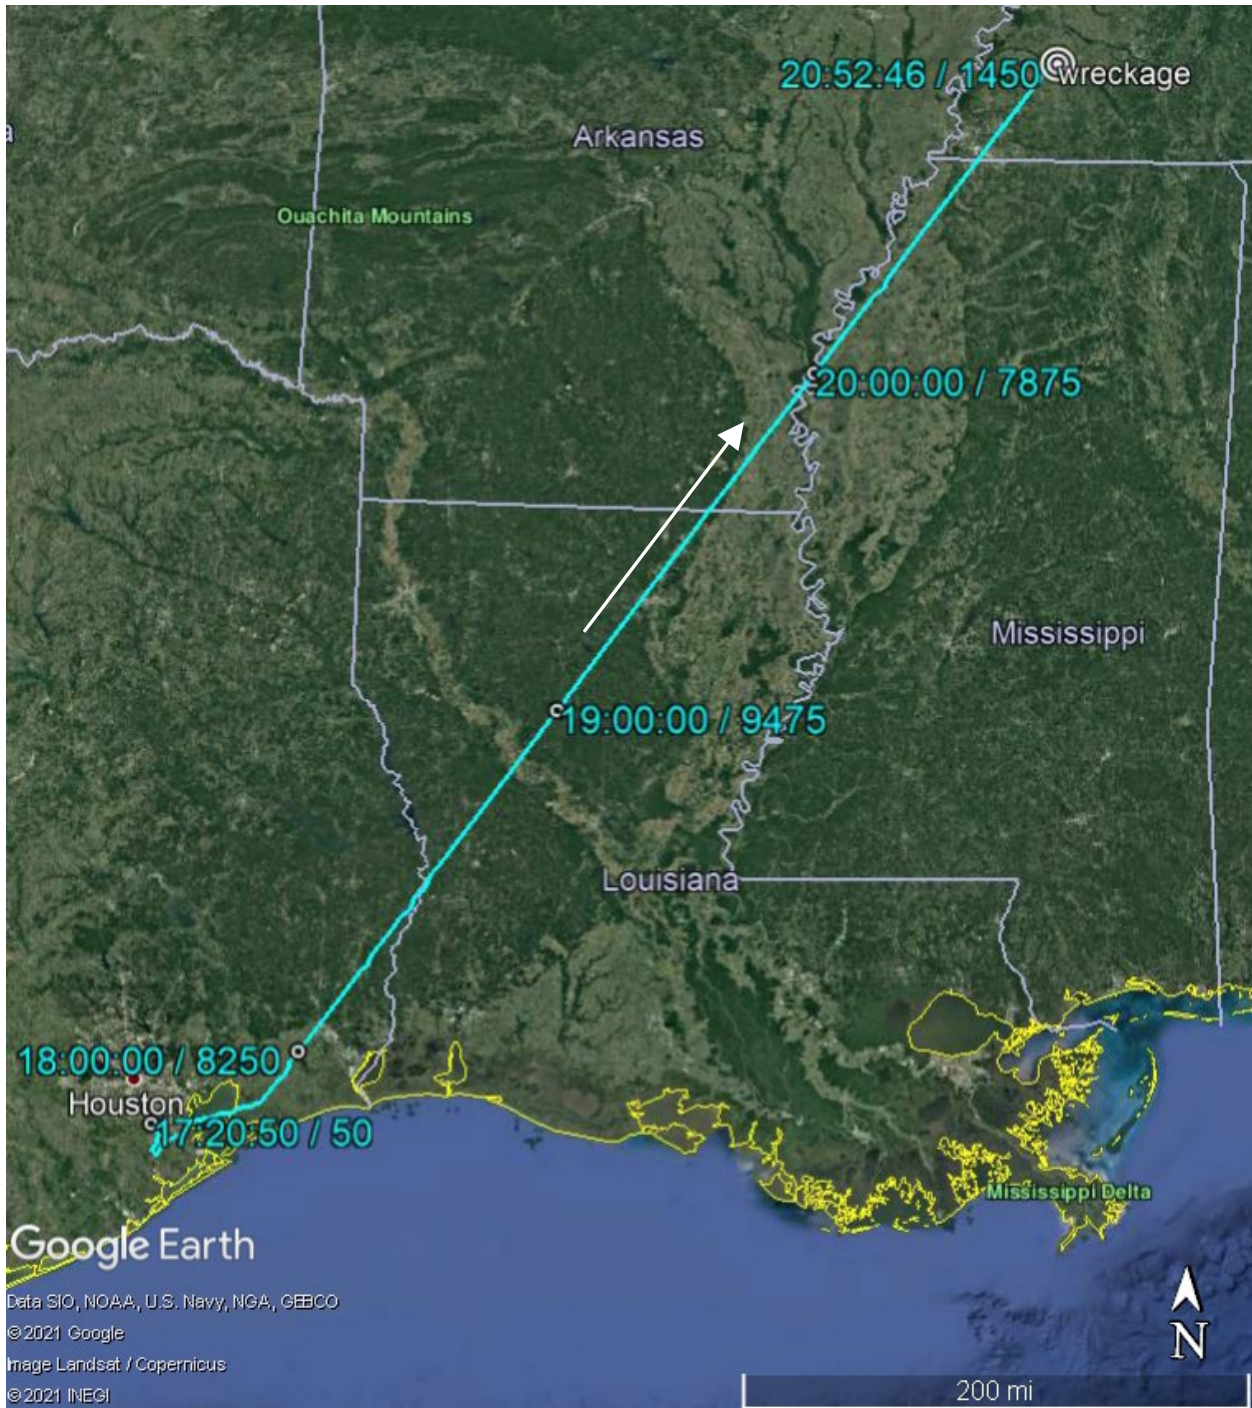 20:52:46 / 1450
wreckage
Arkansas
Ouachita Mountains
20:00:00 / 7875
Mississippi
19:00:00 / 9475
Louisiana
18:00:00 / 8250
Houston
17:20:50 / 50
Mississippi Delta
Google Earth
Data SIO, NOAA, U.S. Navy, NGA, GEBCO
© 2021 Google
Image Landsat / Copernicus
© 2021 INEGI
N
200 mi